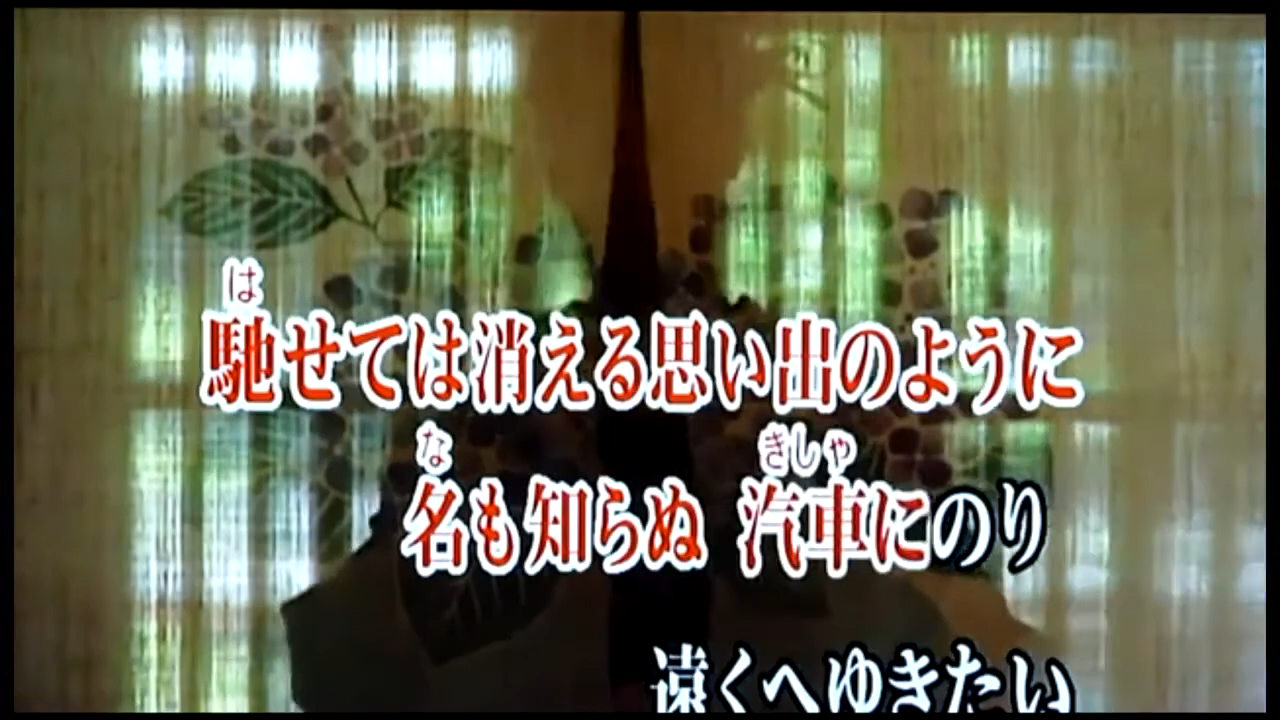 は
馳せては消える思い出のように
な きしゃ
名も知らぬ 汽車にのり
遠くへゆきたい